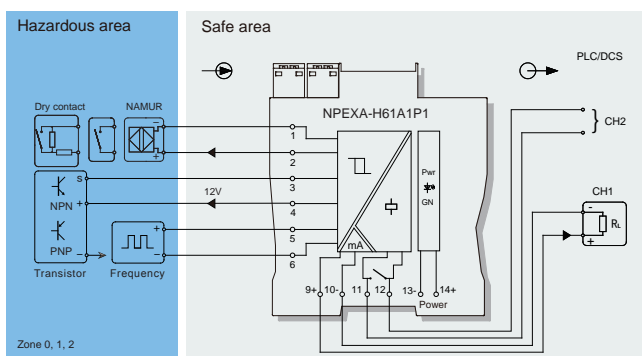 Hazardous area
Safe area
PLC/DCS
Dry contact
NAMUR
NPEXA-H61A1P1
−
+
1
2
CH2
S
NPN
+
12V
3
4
Pwr
GN
CH1
-
RL
+
PNP
−
+
−
5
6
mA
Transistor
Frequency
9+
10-
11
12
13-
14+
Power
Zone 0, 1, 2